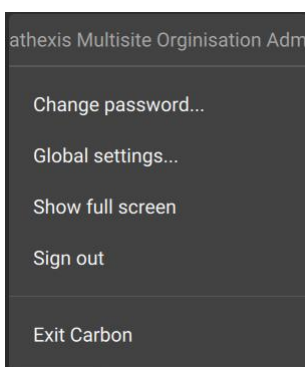 athexis Multisite Orginisation Adm
Change password...
Global settings...
Show full screen
Sign out
Exit Carbon